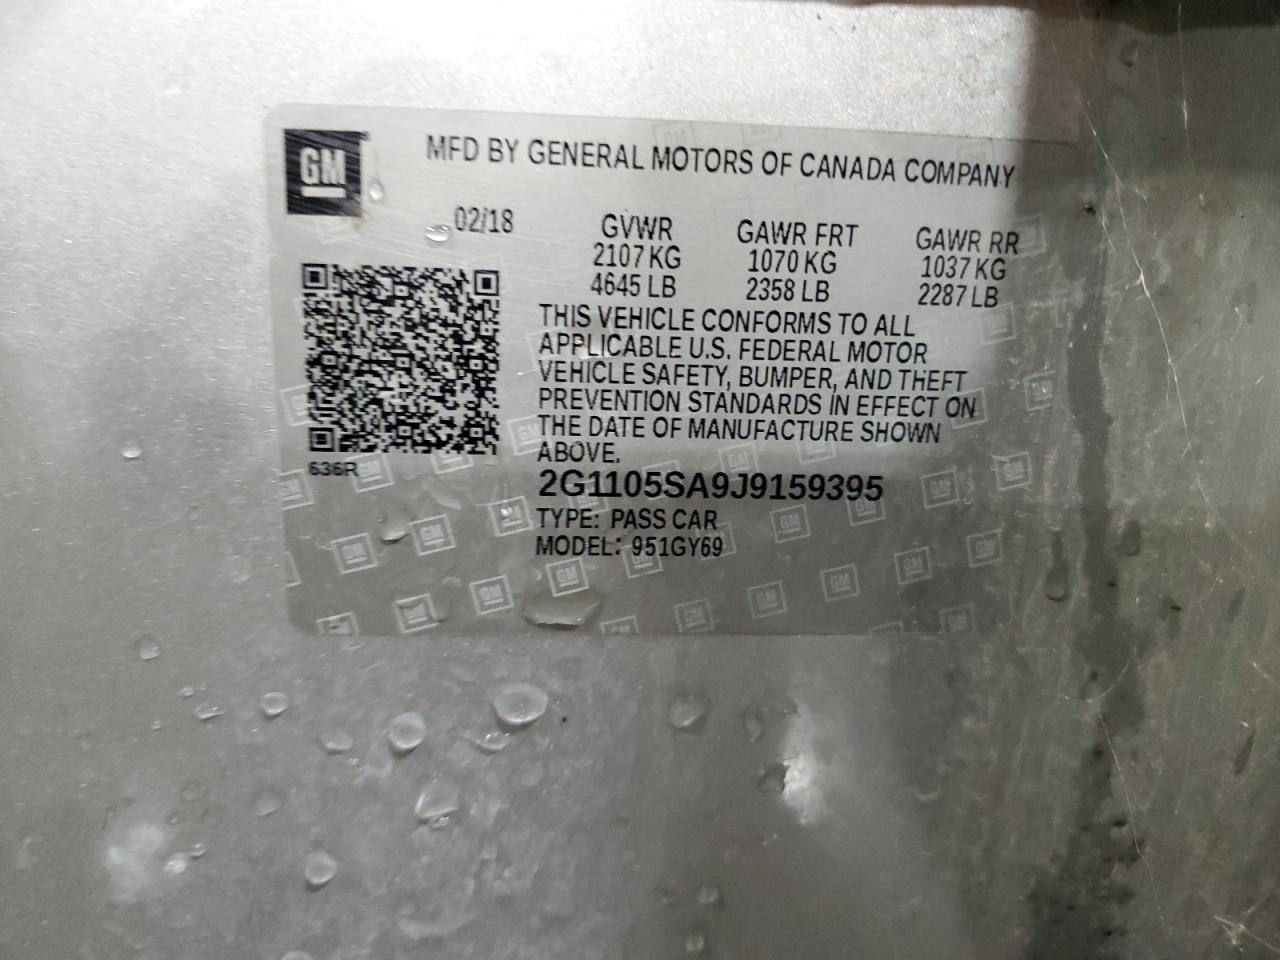 GM
MFD BY GENERAL MOTORS OF CANADA COMPANY
02/18 GVWR GAWR FRT GAWR RR
2107 KG 1070 KG 1037 KG
4645 LB 2358 LB 2287 LB
THIS VEHICLE CONFORMS TO ALL
APPLICABLE U.S. FEDERAL MOTOR
VEHICLE SAFETY, BUMPER, AND THEFT
PREVENTION STANDARDS IN EFFECT ON
THE DATE OF MANUFACTURE SHOWN
ABOVE.
636R
2G1105SA9J9159395
TYPE: PASS CAR
MODEL: 951GY69